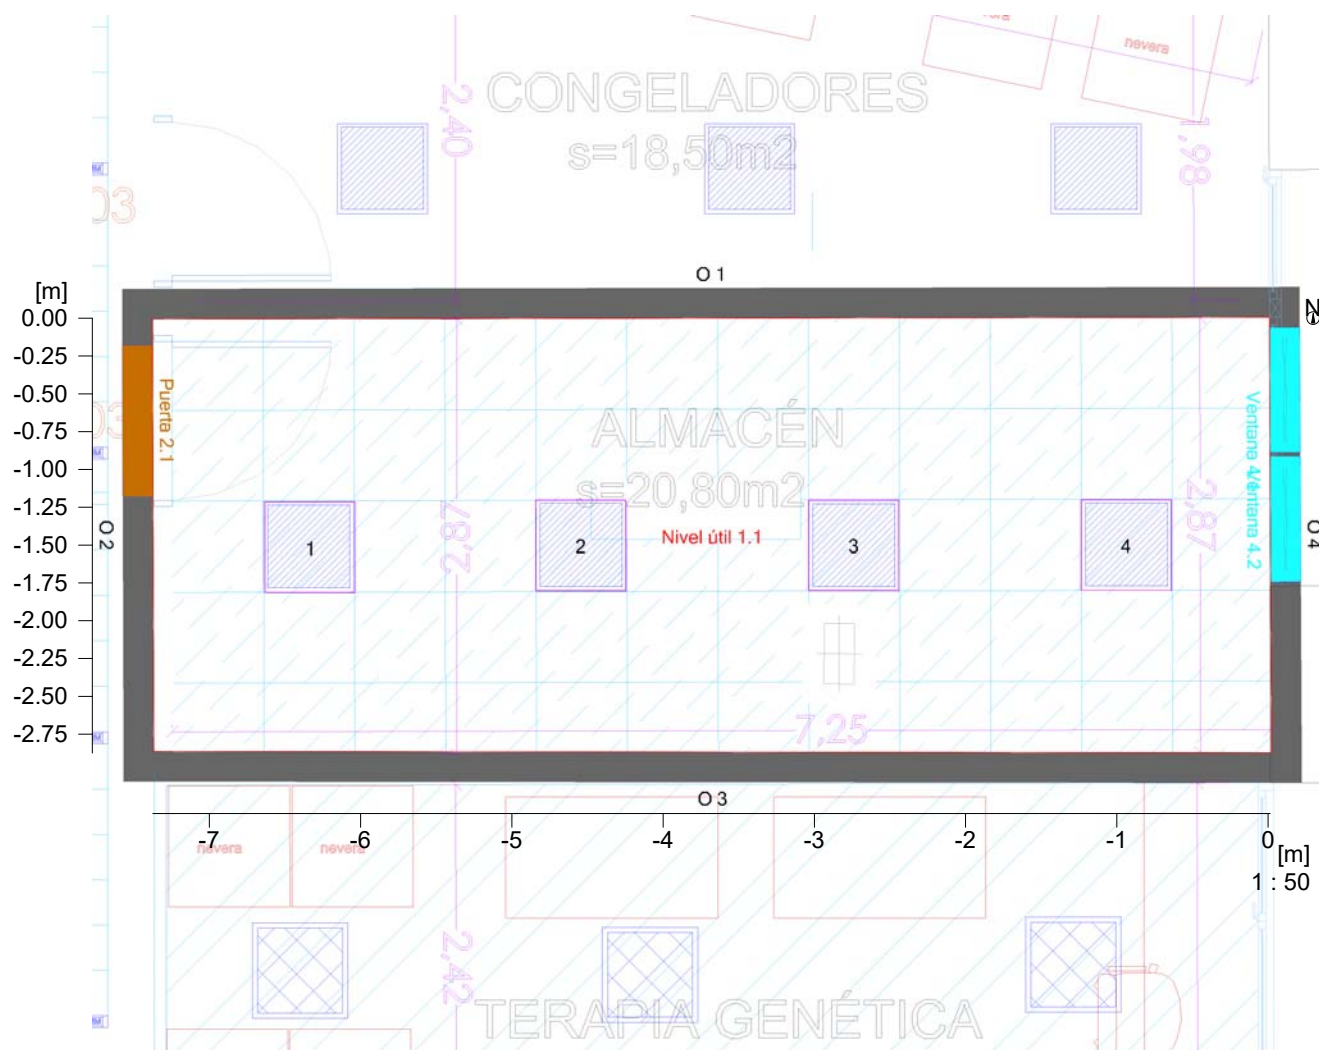 nevera
nevera
CONGELADORES
s=18,50m2
2,40
1,98
03
O 1
[m]
N
0.00
-0.25
-0.50
-0.75
-1.00
-1.25
-1.50
-1.75
-2.00
-2.25
-2.50
-2.75
Puerta 2.1
03
ALMACÉN
s=20,80m2
Ventana 4.1
Ventana 4.2
O 2
O 4
2,87
2,87
Nivel útil 1.1
1
2
3
4
7,25
O 3
-7
-6
-5
-4
-3
-2
-1
0
[m]
1 : 50
nevera
nevera
2,42
TERAPIA GENÉTICA